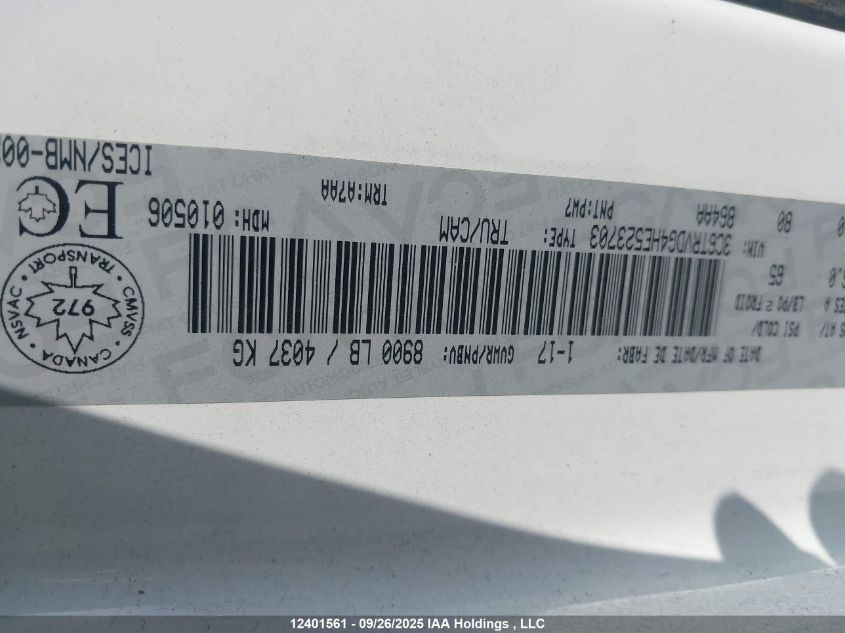 DATE OF MFR/DATE DE FABR: 1-17 GVWR/PNBV: 8900 LB / 4037 KG
PSI COLD/
LB/PO 2 FROID
65
80
VIN: 3C6TRVDG4HE523703 TYPE: TRU/CAM MDH: 010506
864AA PNT:PW7 TRM:A7AA
CANADA • NSVAC • TRANSPORT • CMVSS
972
EC
ICES/NMB-00
12401561 - 09/26/2025 IAA Holdings , LLC